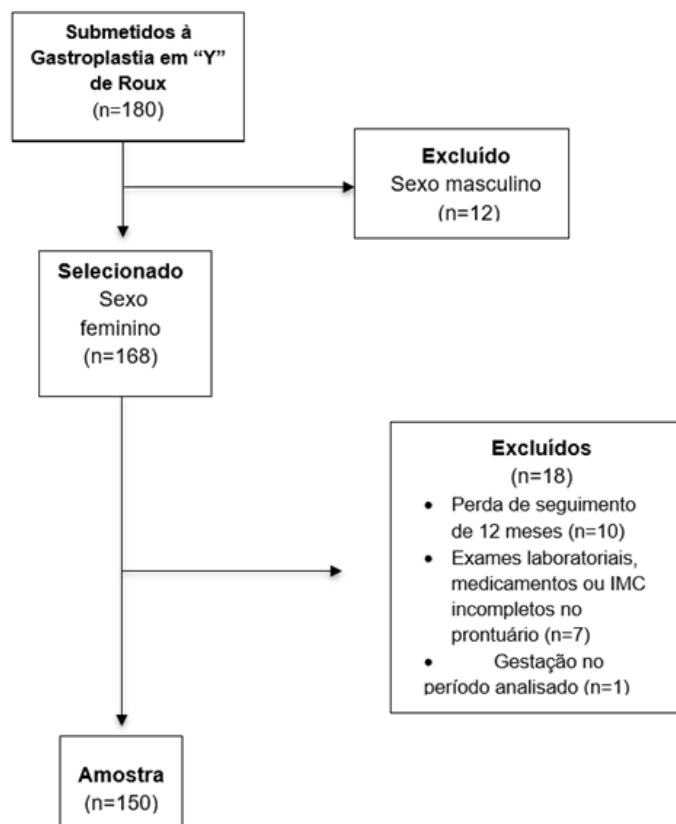 Submetidos à
Gastroplastia em “Y”
de Roux
(n=180)
Excluído
Sexo masculino
(n=12)
Selecionado
Sexo
feminino
(n=168)
Excluídos
(n=18)
• Perda de seguimento
de 12 meses (n=10)
• Exames laboratoriais,
medicamentos ou IMC
incompletos no
prontuário (n=7)
• Gestação no
período analisado (n=1)
Amostra
(n=150)